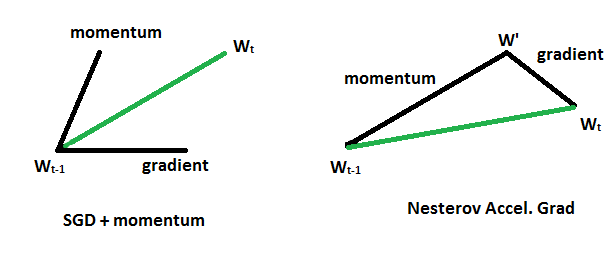 momentum
Wt
Wt-1
gradient
SGD + momentum
W'
gradient
momentum
Wt
Wt-1
Nesterov Accel. Grad